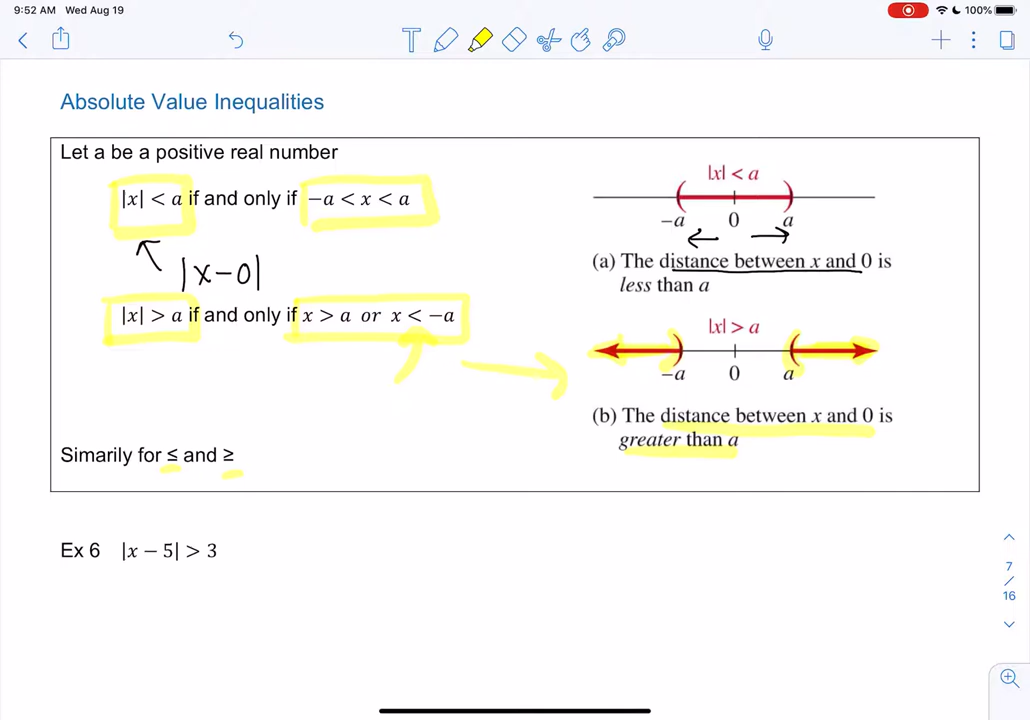 9:52 AM Wed Aug 19
100%
Absolute Value Inequalities
Let a be a positive real number
|x| < a if and only if −a < x < a
|x − 0|
|x| > a if and only if x > a or x < −a
Simarily for ≤ and ≥
|x| < a
−a 0 a
(a) The distance between x and 0 is
less than a
|x| > a
−a 0 a
(b) The distance between x and 0 is
greater than a
Ex 6 |x − 5| > 3
7
/
16